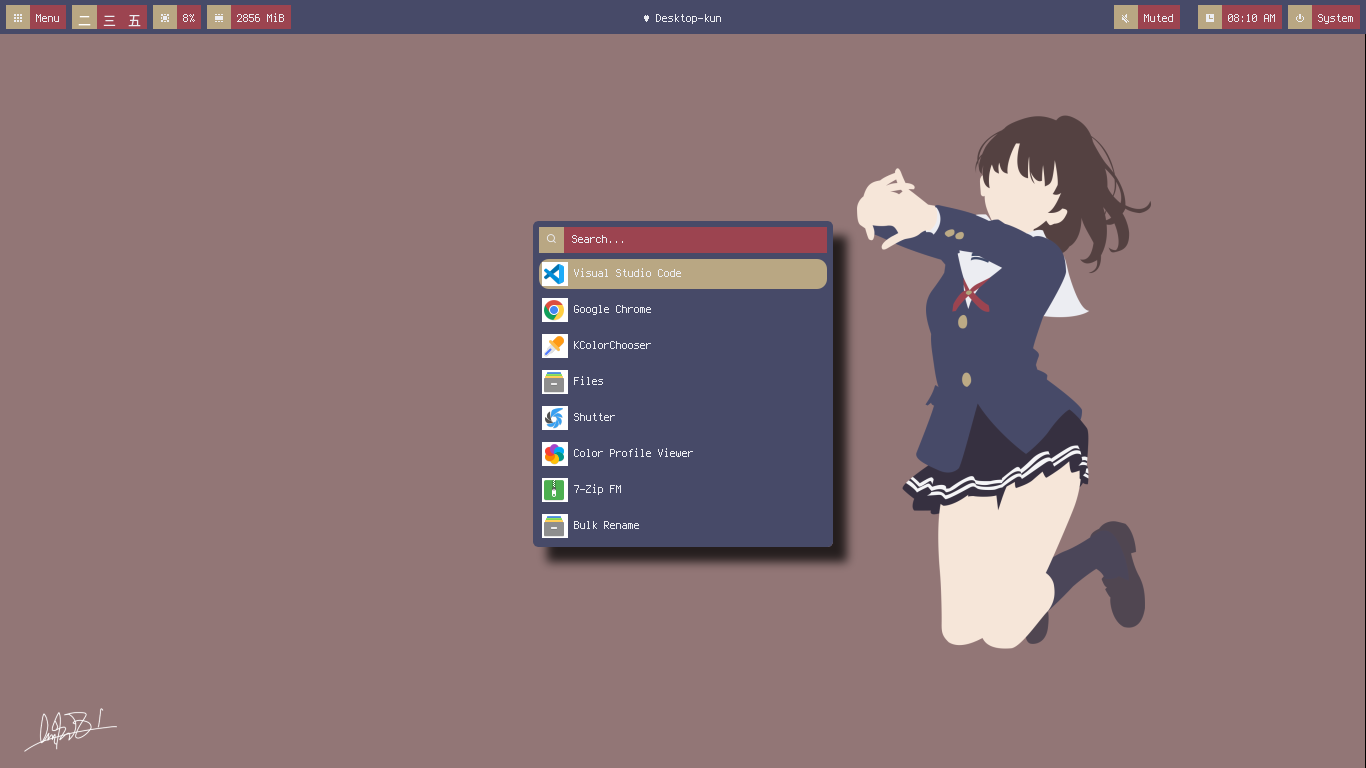 Menu 二 三 五 8% 2856 MiB ♥ Desktop-kun Muted 08:10 AM System
Search...
Visual Studio Code
Google Chrome
KColorChooser
Files
Shutter
Color Profile Viewer
7-Zip FM
Bulk Rename